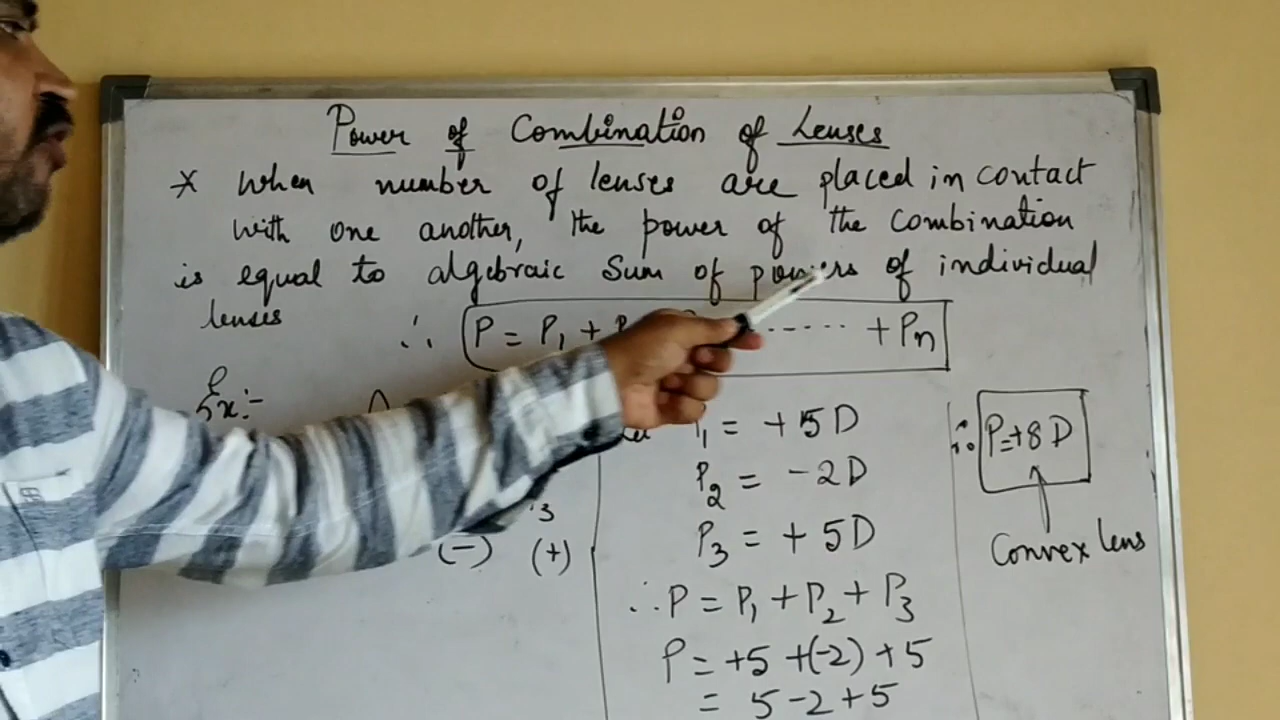 Power of Combination of Lenses
* When number of lenses are placed in contact
with one another, the power of the combination
is equal to algebraic Sum of powers of individual
lenses
∴ P = P₁ + ------ + Pn
Ex:-
₁ = +5D
P₂ = -2D
P₃ = +5D
3
(-) (+)
∴ P = P₁ + P₂ + P₃
P = +5 +(-2) +5
= 5-2+5
∴ P=+8D
Convex lens